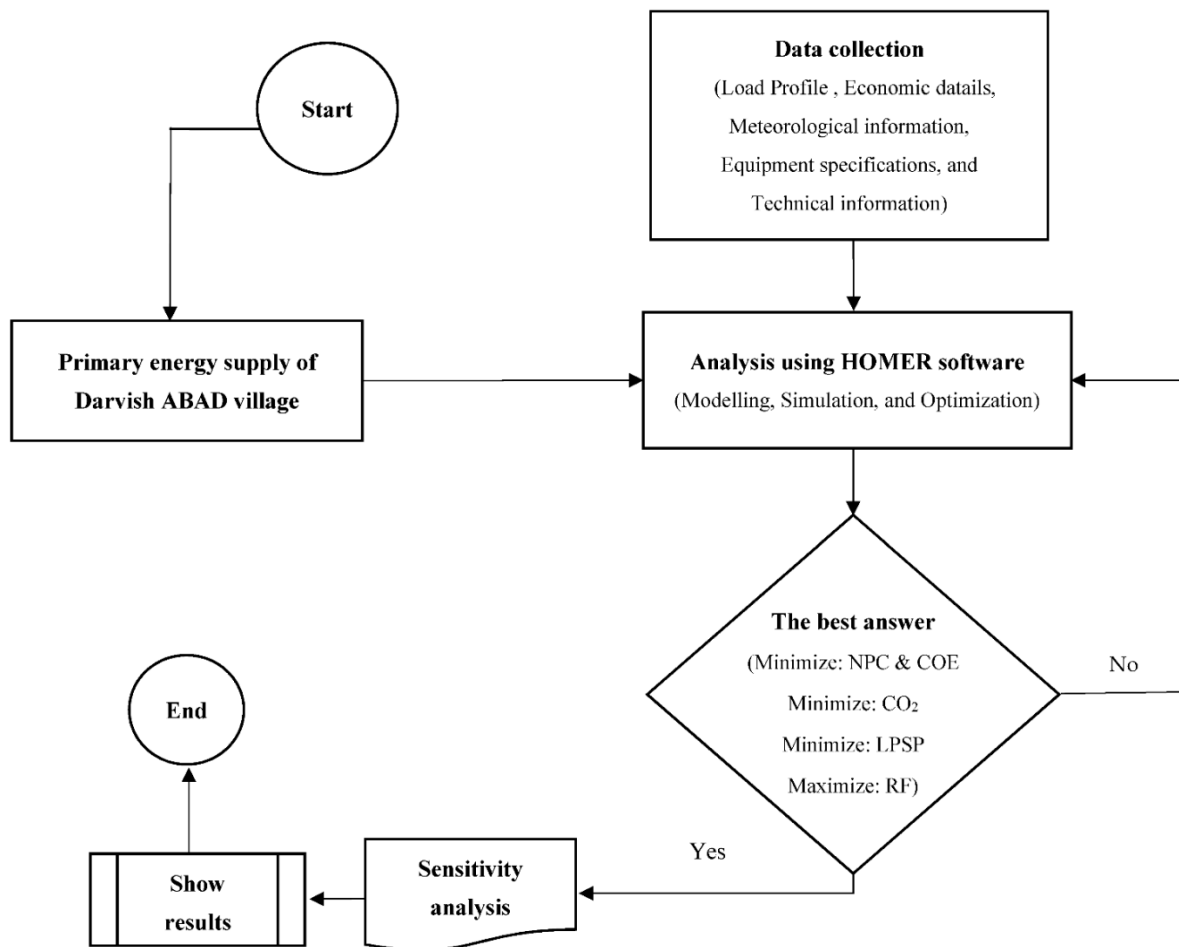 Start
Data collection
(Load Profile , Economic datails,
Meteorological information,
Equipment specifications, and
Technical information)
Primary energy supply of
Darvish ABAD village
Analysis using HOMER software
(Modelling, Simulation, and Optimization)
The best answer
(Minimize: NPC & COE
Minimize: CO₂
Minimize: LPSP
Maximize: RF)
No
Yes
Sensitivity
analysis
Show
results
End